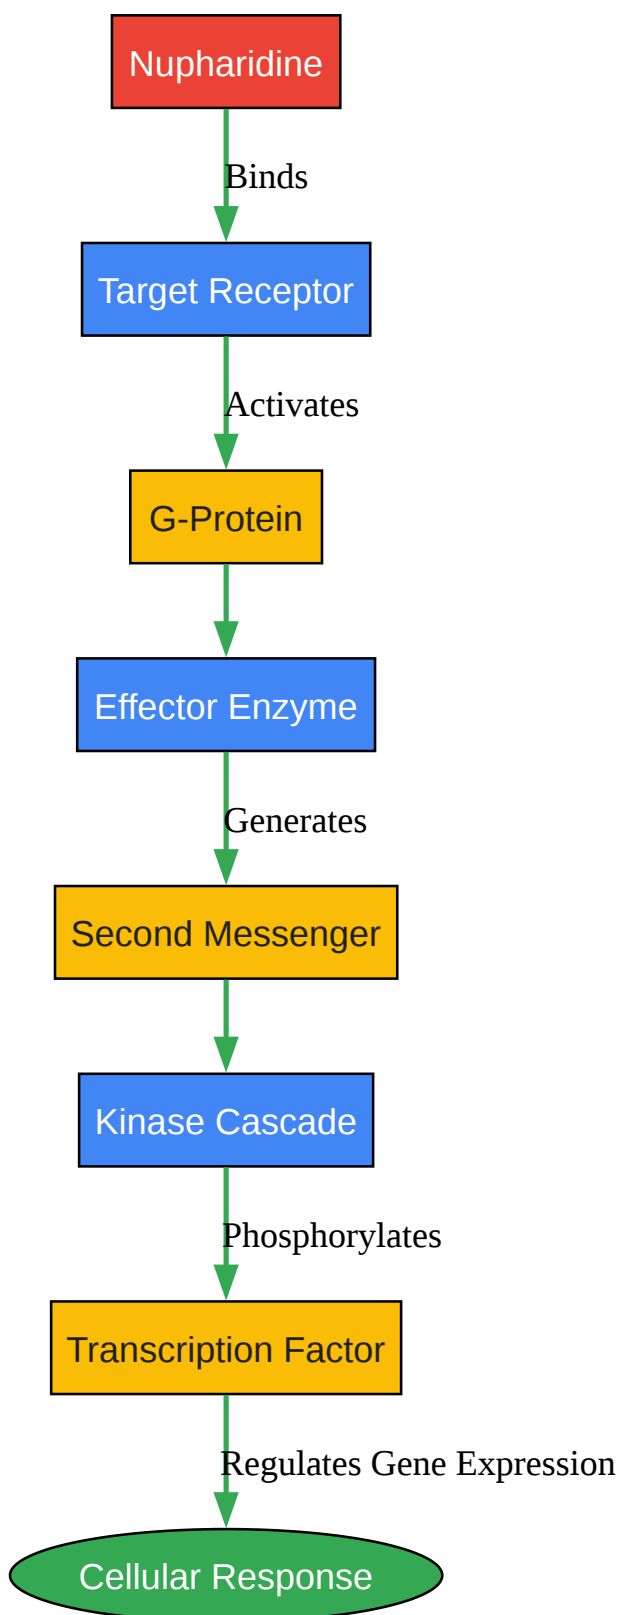 Nupharidine
Binds
Target Receptor
Activates
G-Protein
Effector Enzyme
Generates
Second Messenger
Kinase Cascade
Phosphorylates
Transcription Factor
Regulates Gene Expression
Cellular Response